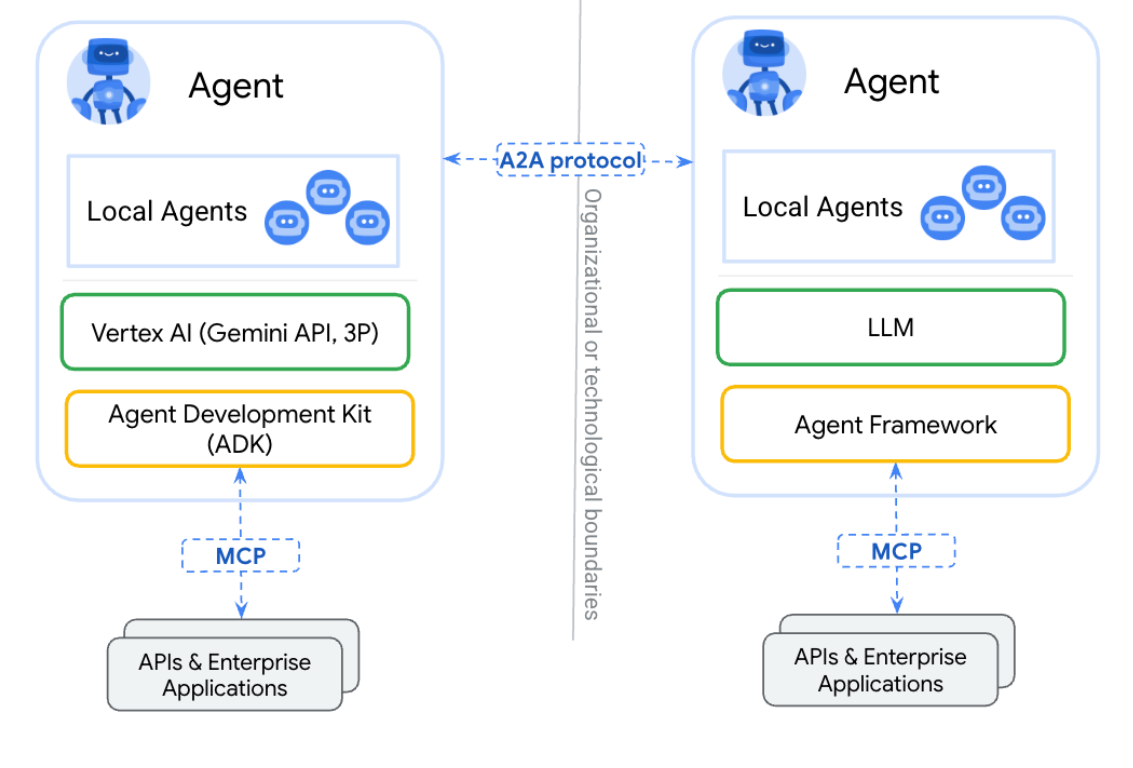 Agent
Local Agents
Vertex AI (Gemini API, 3P)
Agent Development Kit
(ADK)
MCP
APIs & Enterprise
Applications
A2A protocol
Organizational or technological boundaries
Agent
Local Agents
LLM
Agent Framework
MCP
APIs & Enterprise
Applications